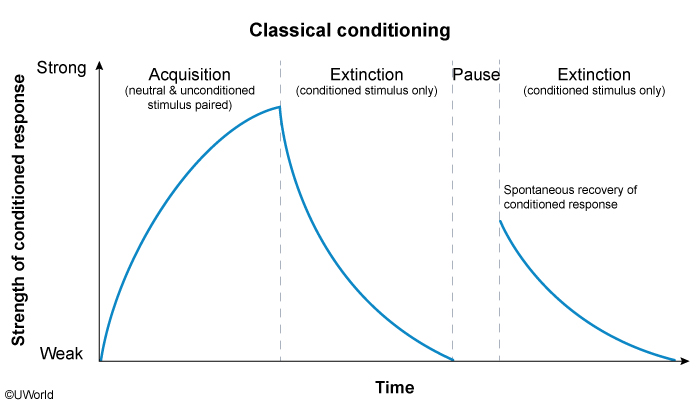 Classical conditioning
Strong
Acquisition
(neutral & unconditioned
stimulus paired)
Extinction
(conditioned stimulus only)
Pause
Extinction
(conditioned stimulus only)
Strength of conditioned response
Spontaneous recovery of
conditioned response
Weak
Time
©UWorld